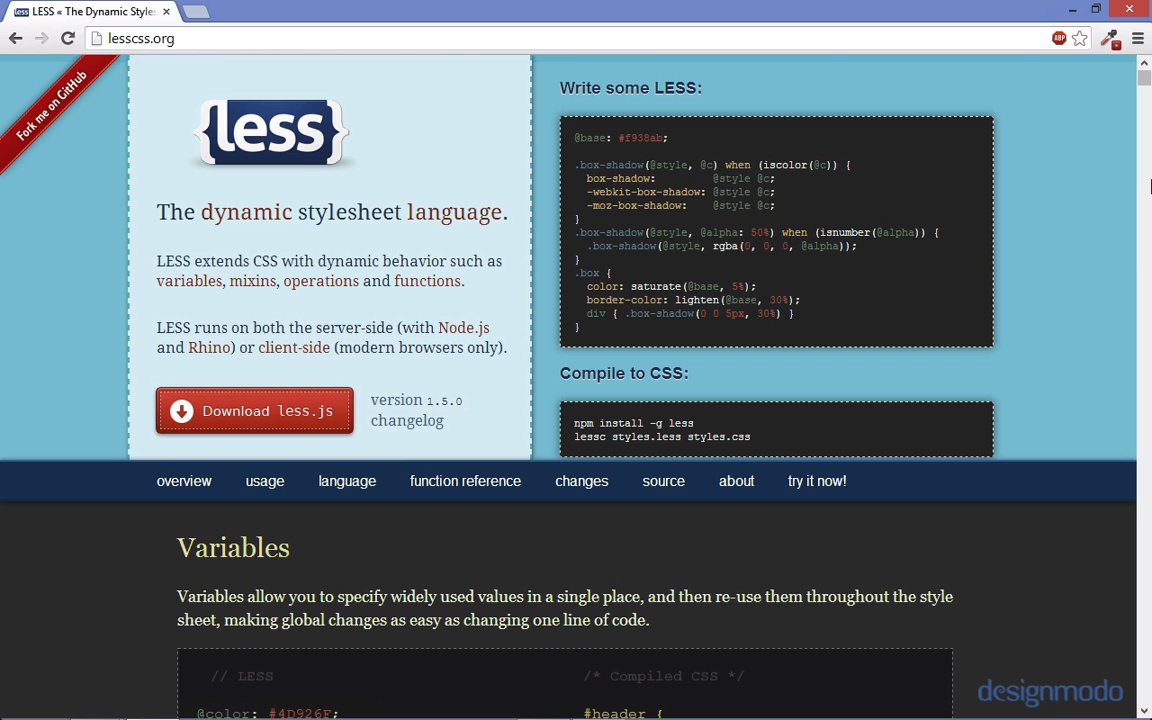 less LESS « The Dynamic Styles
lesscss.org
ABP
Fork me on GitHub
{less}
The dynamic stylesheet language.
LESS extends CSS with dynamic behavior such as
variables, mixins, operations and functions.
LESS runs on both the server-side (with Node.js
and Rhino) or client-side (modern browsers only).
Download less.js
version 1.5.0
changelog
Write some LESS:
@base: #f938ab;
.box-shadow(@style, @c) when (iscolor(@c)) {
box-shadow: @style @c;
-webkit-box-shadow: @style @c;
-moz-box-shadow: @style @c;
}
.box-shadow(@style, @alpha: 50%) when (isnumber(@alpha)) {
.box-shadow(@style, rgba(0, 0, 0, @alpha));
}
.box {
color: saturate(@base, 5%);
border-color: lighten(@base, 30%);
div { .box-shadow(0 0 5px, 30%) }
}
Compile to CSS:
npm install -g less
lessc styles.less styles.css
overview usage language function reference changes source about try it now!
Variables
Variables allow you to specify widely used values in a single place, and then re-use them throughout the style
sheet, making global changes as easy as changing one line of code.
// LESS /* Compiled CSS */
@color: #4D926F; #header {
designmodo